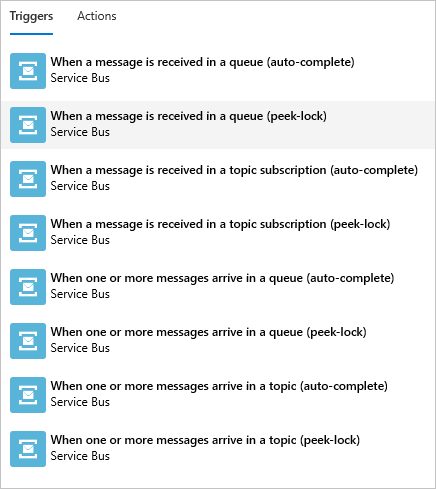 Triggers Actions
When a message is received in a queue (auto-complete)
Service Bus
When a message is received in a queue (peek-lock)
Service Bus
When a message is received in a topic subscription (auto-complete)
Service Bus
When a message is received in a topic subscription (peek-lock)
Service Bus
When one or more messages arrive in a queue (auto-complete)
Service Bus
When one or more messages arrive in a queue (peek-lock)
Service Bus
When one or more messages arrive in a topic (auto-complete)
Service Bus
When one or more messages arrive in a topic (peek-lock)
Service Bus